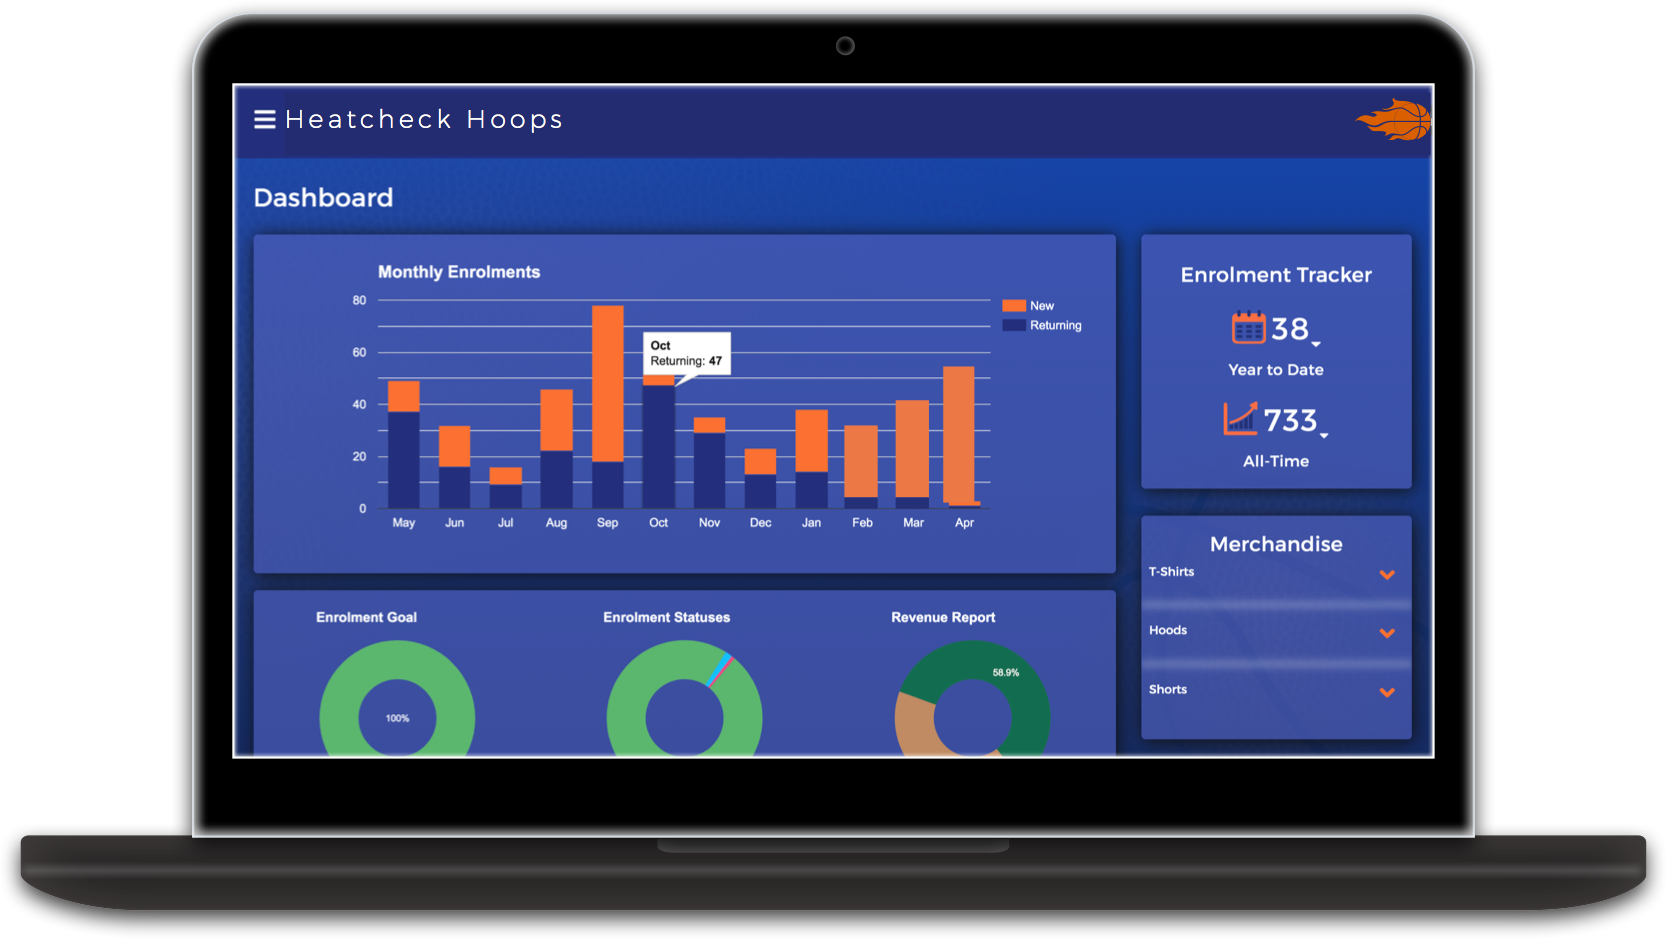 Heatcheck Hoops
Dashboard
Monthly Enrolments
80
60
40
20
0
New
Returning
Oct
Returning: 47
May Jun Jul Aug Sep Oct Nov Dec Jan Feb Mar Apr
Enrolment Tracker
38
Year to Date
733
All-Time
Merchandise
T-Shirts
Hoods
Shorts
Enrolment Goal
100%
Enrolment Statuses
Revenue Report
58.9%